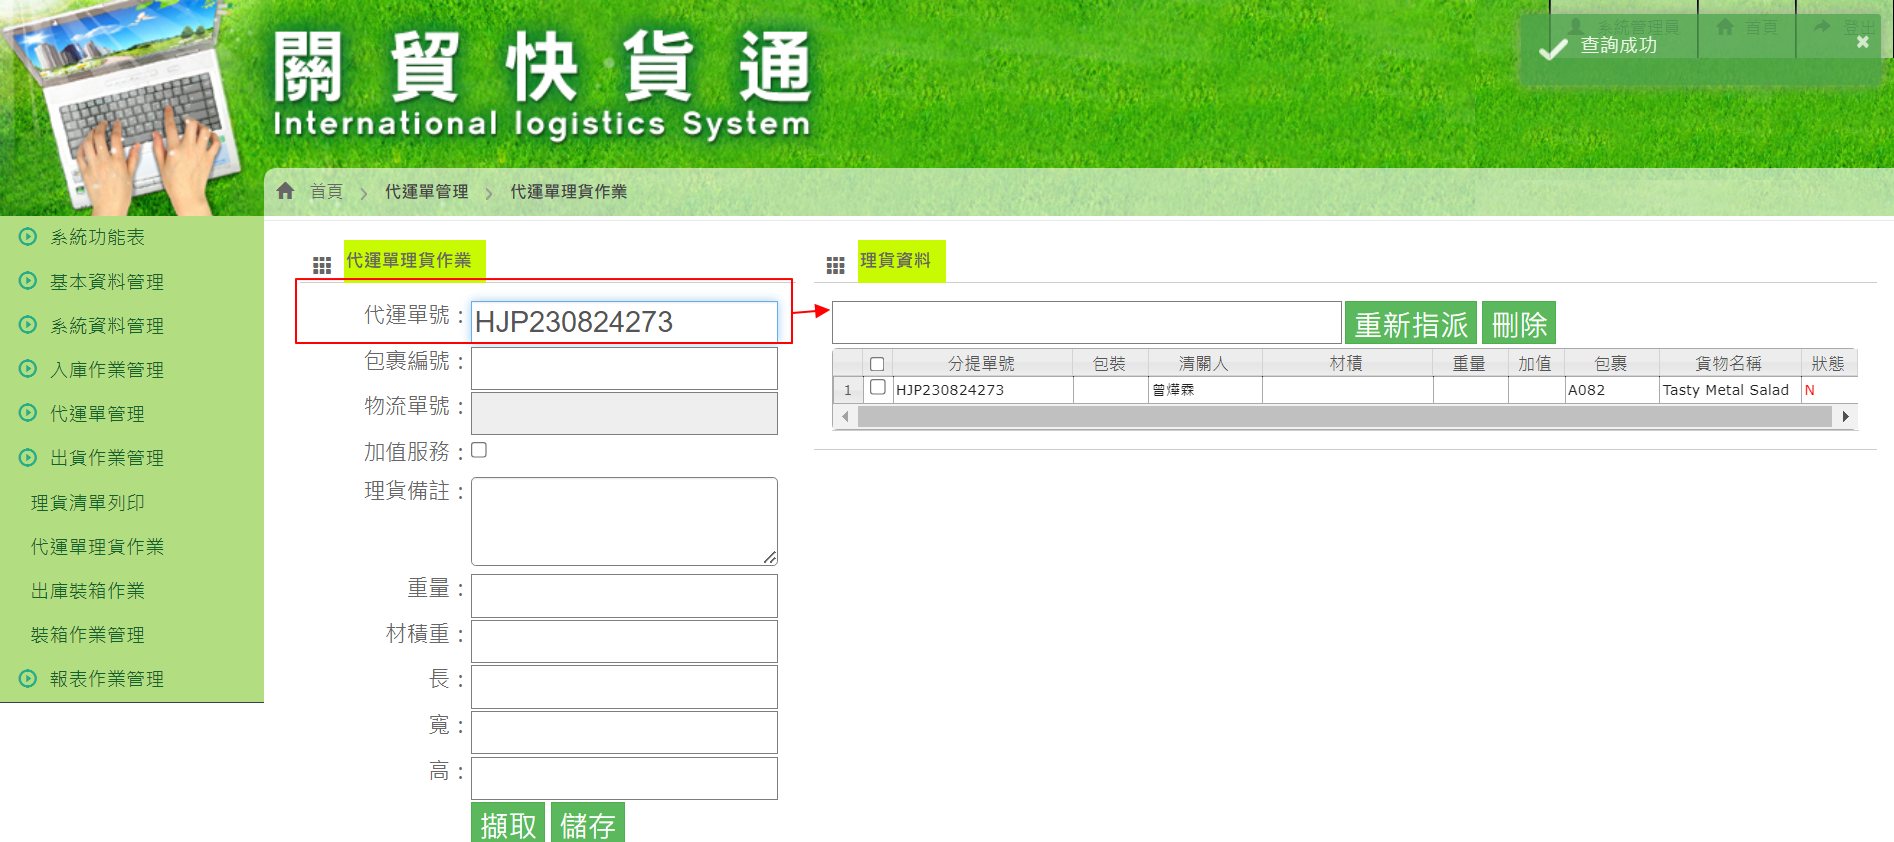 關貿快貨通
International logistics System
系統管理員
首頁
登出
查詢成功
首頁
代運單管理
代運單理貨作業
系統功能表
基本資料管理
系統資料管理
入庫作業管理
代運單管理
出貨作業管理
理貨清單列印
代運單理貨作業
出庫裝箱作業
裝箱作業管理
報表作業管理
代運單理貨作業
代運單號：HJP230824273
包裹編號：
物流單號：
加值服務：
理貨備註：
重量：
材積重：
長：
寬：
高：
擷取 儲存
理貨資料
重新指派 刪除
分提單號 包裝 清關人 材積 重量 加值 包裹 貨物名稱 狀態
1 HJP230824273 曾燁霖 A082 Tasty Metal Salad N